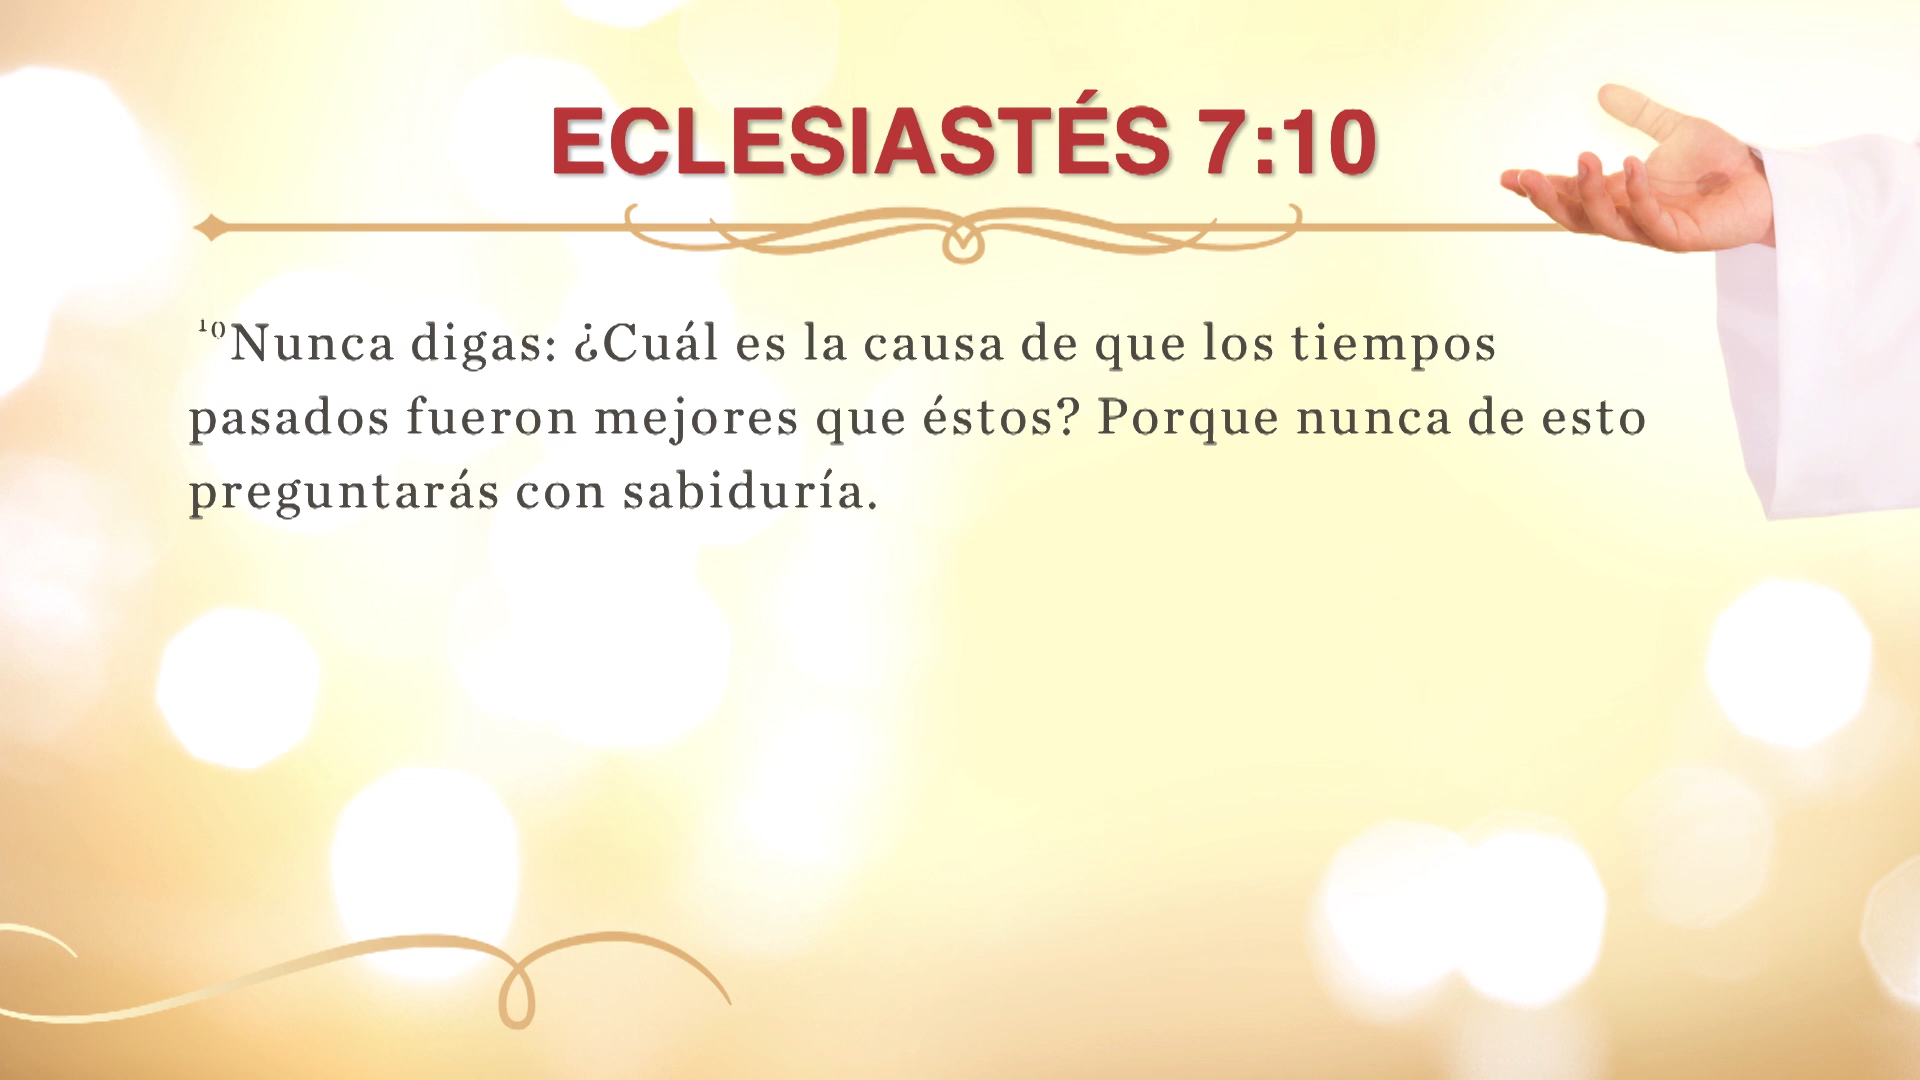 ECLESIASTÉS 7:10
¹⁰Nunca digas: ¿Cuál es la causa de que los tiempos
pasados fueron mejores que éstos? Porque nunca de esto
preguntarás con sabiduría.